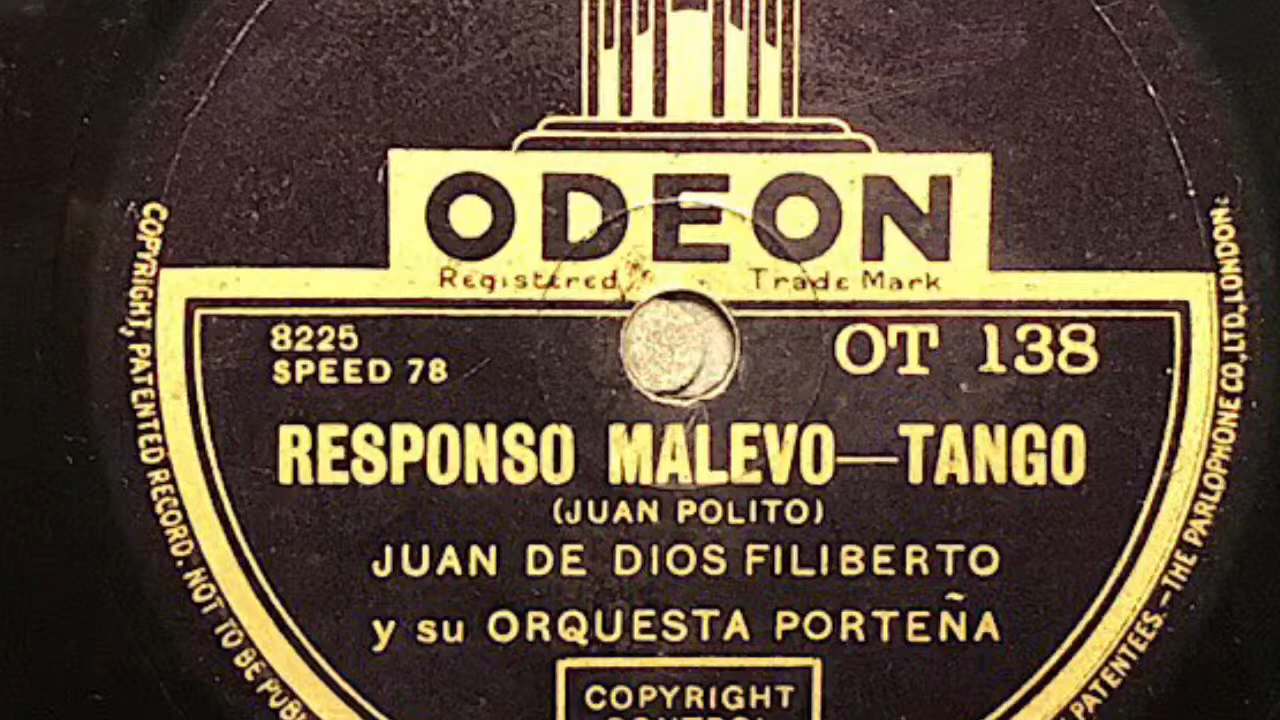 ODEON
Registered Trade Mark
8225
SPEED 78
OT 138
RESPONSO MALEVO—TANGO
(JUAN POLITO)
JUAN DE DIOS FILIBERTO
y su ORQUESTA PORTEÑA
COPYRIGHT
CONTROL
COPYRIGHT, PATENTED RECORD. NOT TO BE
PATENTEES.—THE PARLOPHONE CO., LTD., LONDON: